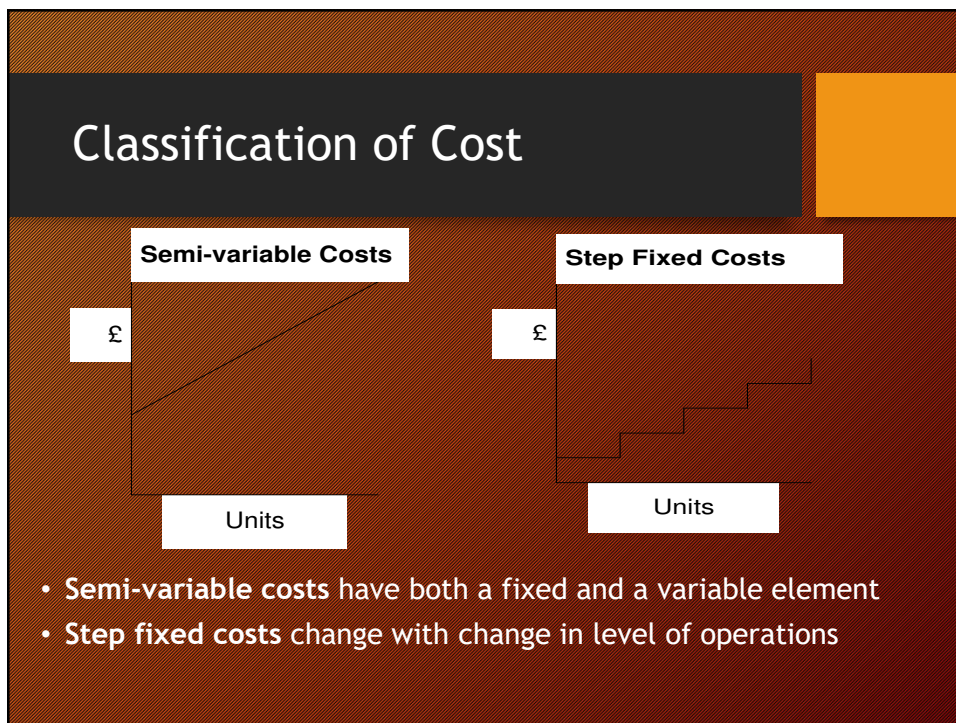 Classification of Cost
Semi-variable Costs
£
Units
Step Fixed Costs
£
Units
• Semi-variable costs have both a fixed and a variable element
• Step fixed costs change with change in level of operations